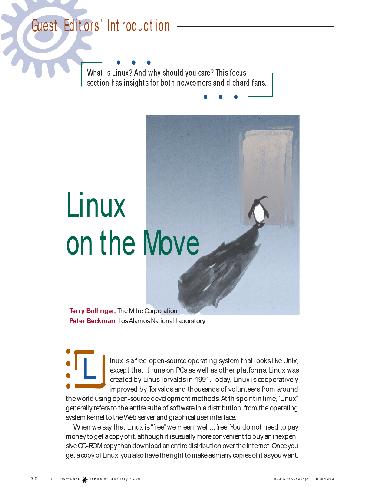 Guest Editors' Introduction
What is Linux? And why should you care? This focus
section has insights for both newcomers and diehard fans.
Linux
on the Move
Terry Bollinger, The Mitre Corporation
Peter Beckman, Los Alamos National Laboratory
Linux is a free, open-source operating system that looks like Unix,
except that it runs on PCs as well as other platforms. Linux was
created by Linus Torvalds in 1991. Today, Linux is cooperatively
improved by Torvalds and thousands of volunteers from around
the world using open-source development methods. At this point in time, "Linux"
generally refers to the entire suite of software in a distribution, from the operating
system kernel to the Web server and graphical user interface.
When we say that Linux is "free" we mean, well... free. You do not need to pay
money to get a copy of it, although it is usually more convenient to buy an inexpen-
sive CD-ROM copy than download an entire distribution over the Internet. Once you
get a copy of Linux, you also have the right to make as many copies of it as you want.